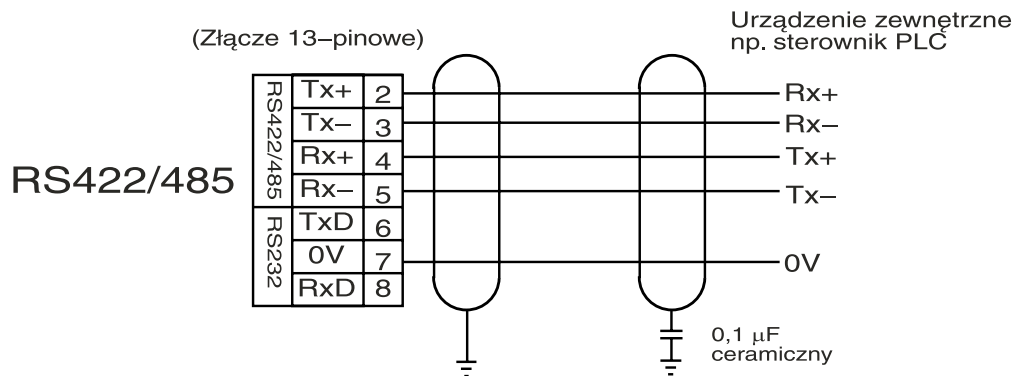 Urządzenie zewnętrzne
np. sterownik PLC
(Złącze 13–pinowe)
RS422/485
RS422/485
Tx+ 2 Rx+
Tx– 3 Rx–
Rx+ 4 Tx+
Rx– 5 Tx–
RS232
TxD 6
0V 7 0V
RxD 8
0,1 μF
ceramiczny